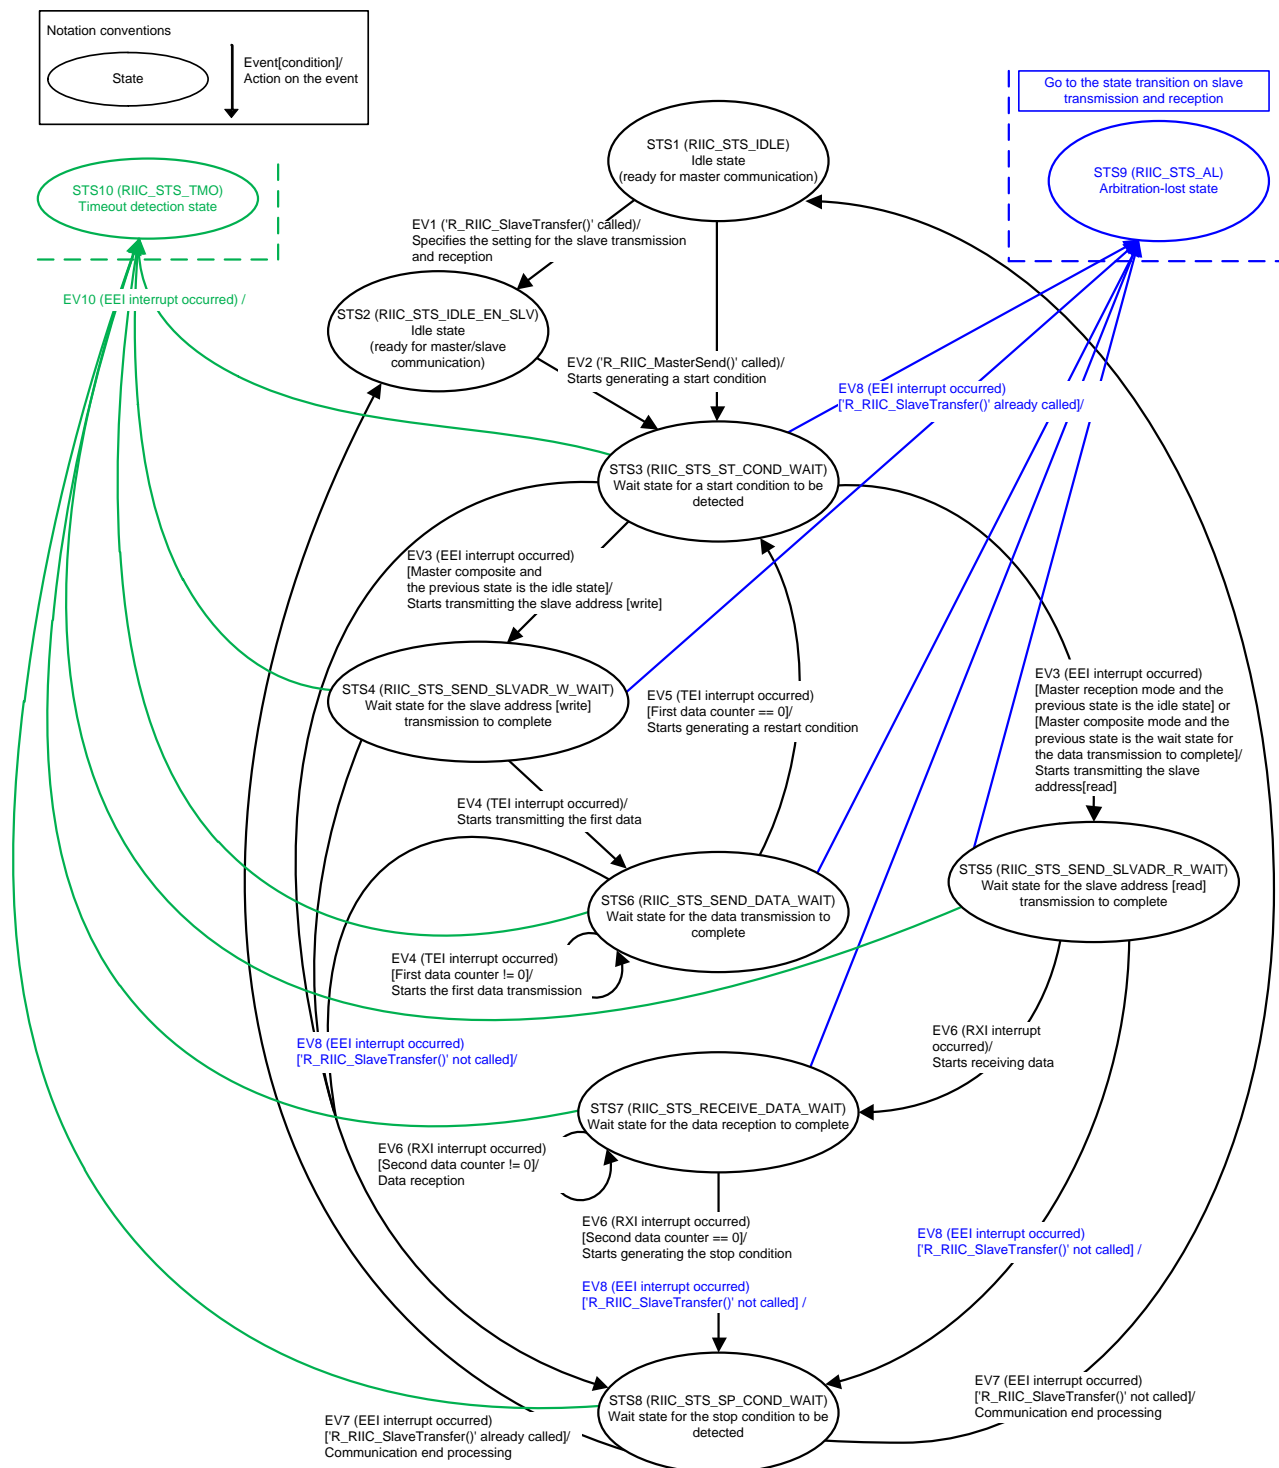 Notation conventions
State
Event[condition]/
Action on the event
Go to the state transition on slave
transmission and reception
STS1 (RIIC_STS_IDLE)
Idle state
(ready for master communication)
STS9 (RIIC_STS_AL)
Arbitration-lost state
STS10 (RIIC_STS_TMO)
Timeout detection state
EV1 ('R_RIIC_SlaveTransfer()' called)/
Specifies the setting for the slave transmission
and reception
EV10 (EEI interrupt occurred) /
STS2 (RIIC_STS_IDLE_EN_SLV)
Idle state
(ready for master/slave
communication)
EV2 ('R_RIIC_MasterSend()' called)/
Starts generating a start condition
EV8 (EEI interrupt occurred)
['R_RIIC_SlaveTransfer()' already called]/
STS3 (RIIC_STS_ST_COND_WAIT)
Wait state for a start condition to be
detected
EV3 (EEI interrupt occurred)
[Master composite and
the previous state is the idle state]/
Starts transmitting the slave address [write]
STS4 (RIIC_STS_SEND_SLVADR_W_WAIT)
Wait state for the slave address [write]
transmission to complete
EV5 (TEI interrupt occurred)
[First data counter == 0]/
Starts generating a restart condition
EV3 (EEI interrupt occurred)
[Master reception mode and the
previous state is the idle state] or
[Master composite mode and the
previous state is the wait state for
the data transmission to complete]/
Starts transmitting the slave
address[read]
EV4 (TEI interrupt occurred)/
Starts transmitting the first data
STS5 (RIIC_STS_SEND_SLVADR_R_WAIT)
Wait state for the slave address [read]
transmission to complete
STS6 (RIIC_STS_SEND_DATA_WAIT)
Wait state for the data transmission to
complete
EV4 (TEI interrupt occurred)
[First data counter != 0]/
Starts the first data transmission
EV8 (EEI interrupt occurred)
['R_RIIC_SlaveTransfer()' not called]/
EV6 (RXI interrupt
occurred)/
Starts receiving data
STS7 (RIIC_STS_RECEIVE_DATA_WAIT)
Wait state for the data reception to complete
EV6 (RXI interrupt occurred)
[Second data counter != 0]/
Data reception
EV6 (RXI interrupt occurred)
[Second data counter == 0]/
Starts generating the stop condition
EV8 (EEI interrupt occurred)
['R_RIIC_SlaveTransfer()' not called] /
EV8 (EEI interrupt occurred)
['R_RIIC_SlaveTransfer()' not called] /
STS8 (RIIC_STS_SP_COND_WAIT)
Wait state for the stop condition to be
detected
EV7 (EEI interrupt occurred)
['R_RIIC_SlaveTransfer()' not called]/
Communication end processing
EV7 (EEI interrupt occurred)
['R_RIIC_SlaveTransfer()' already called]/
Communication end processing